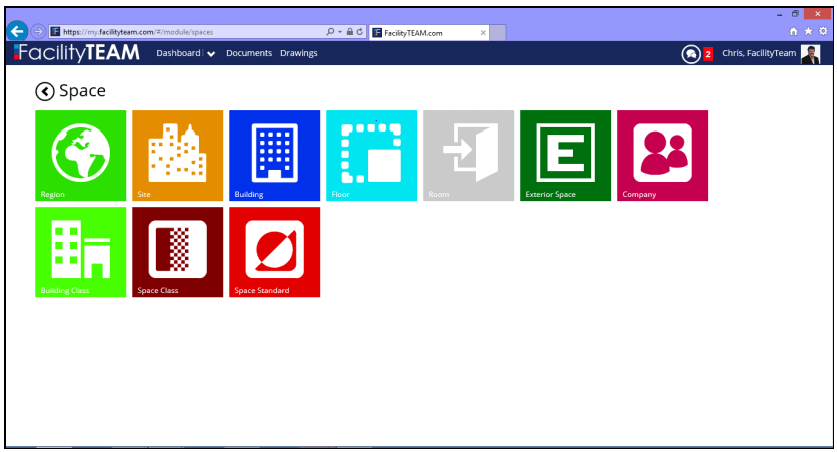 https://my.facilityteam.com/#/module/spaces
FacilityTEAM.com
FacilityTEAM
Dashboard
Documents
Drawings
2
Chris, FacilityTeam
Space
Region
Site
Building
Floor
Room
E
Exterior Space
Company
Building Class
Space Class
Space Standard